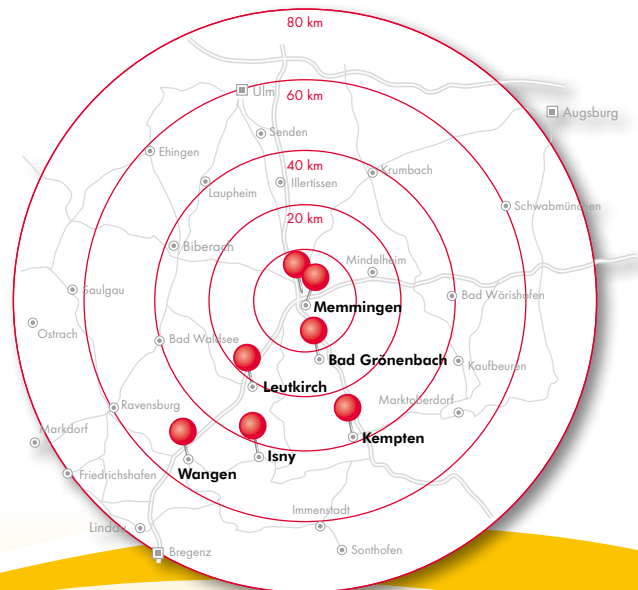 80 km
Ulm
60 km
Augsburg
Senden
Ehingen
40 km
Krumbach
Laupheim
Illertissen
20 km
Schwabmünchen
Biberach
Mindelheim
Saulgau
Bad Wörishofen
Memmingen
Ostrach
Bad Waldsee
Bad Grönenbach
Kaufbeuren
Leutkirch
Marktoberdorf
Ravensburg
Markdorf
Kempten
Isny
Wangen
Friedrichshafen
Immenstadt
Lindau
Bregenz
Sonthofen